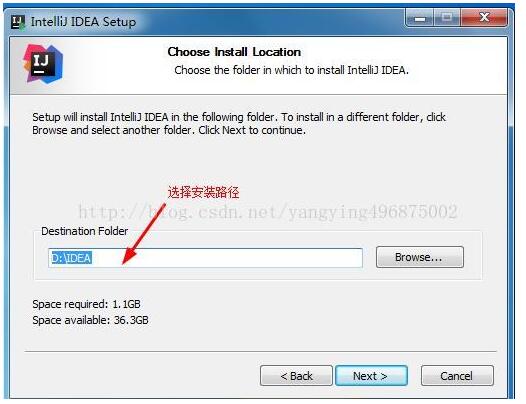 IntelliJ IDEA Setup
IJ
Choose Install Location
Choose the folder in which to install IntelliJ IDEA.
Setup will install IntelliJ IDEA in the following folder. To install in a different folder, click
Browse and select another folder. Click Next to continue.
选择安装路径
http://blog.csdn.net/yangying496875002
Destination Folder
D:\IDEA
Browse...
Space required: 1.1GB
Space available: 36.3GB
< Back
Next >
Cancel